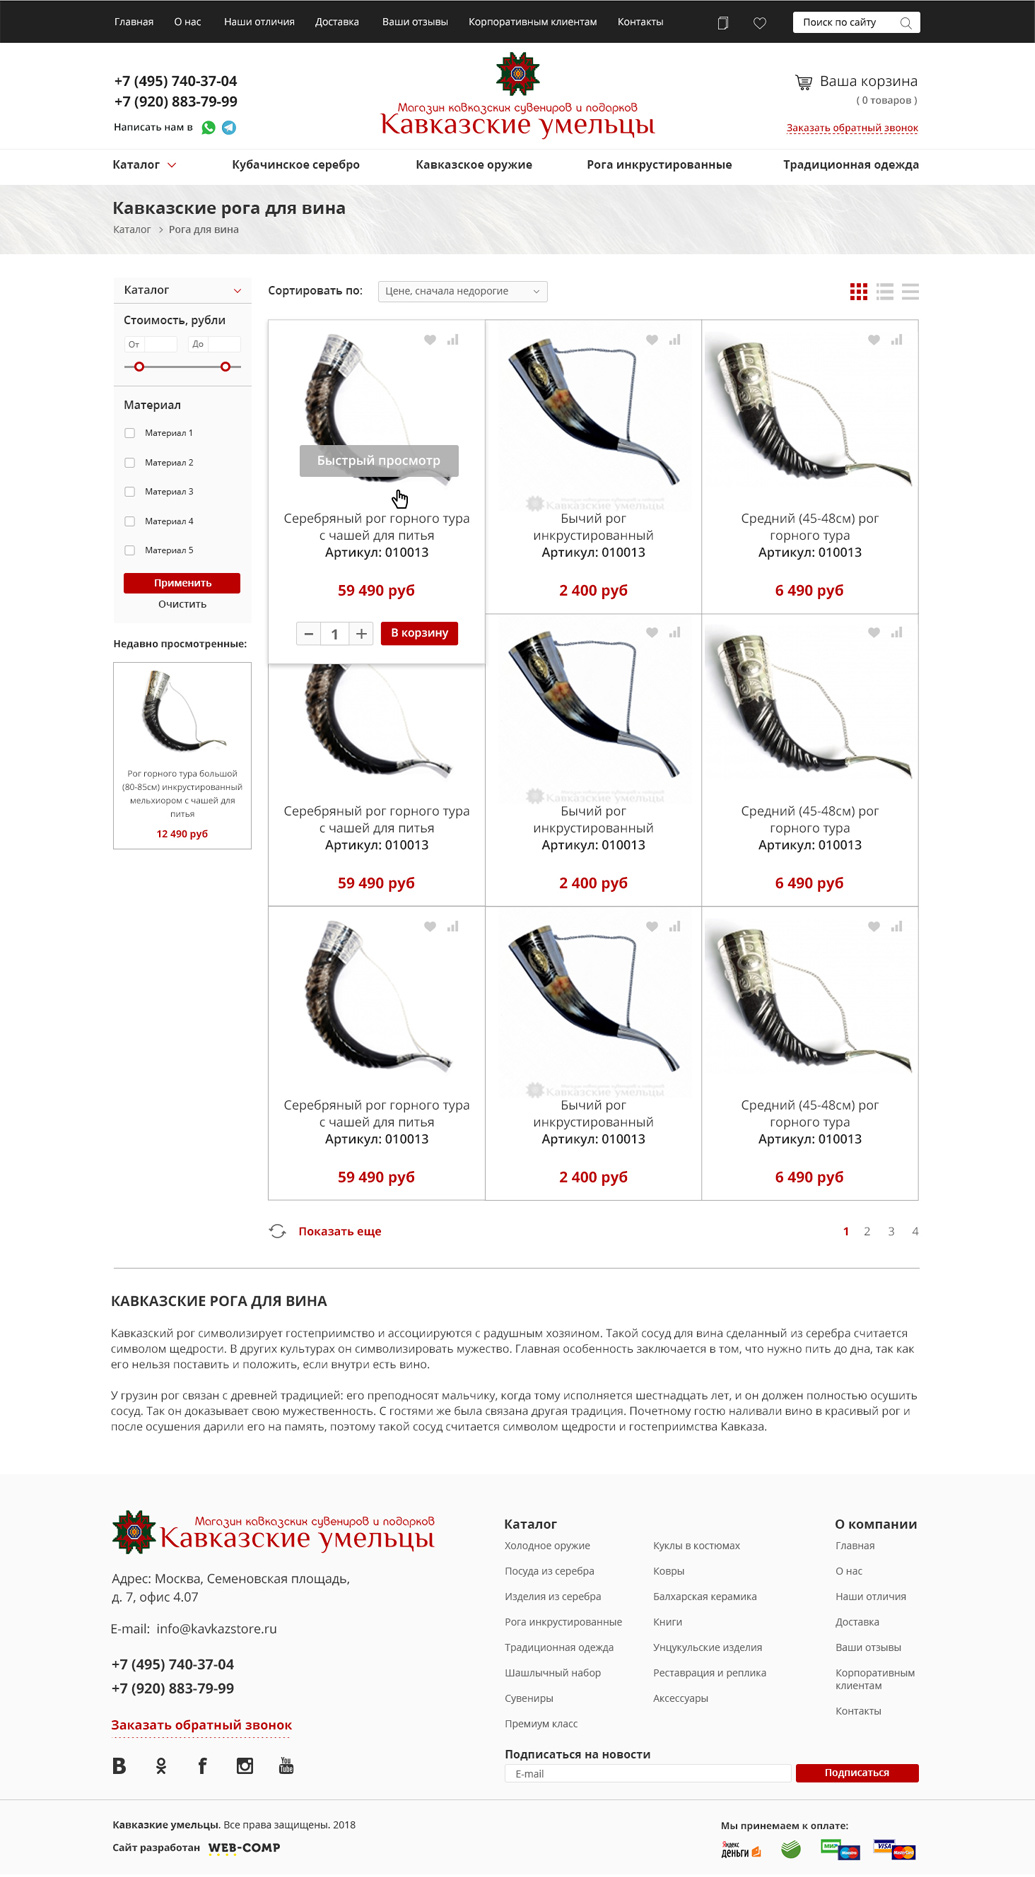 Главная О нас Наши отличия Доставка Ваши отзывы Корпоративным клиентам Контакты Поиск по сайту
+7 (495) 740-37-04
+7 (920) 883-79-99
Написать нам в
Магазин кавказских сувениров и подарков
Кавказские умельцы
Ваша корзина
( 0 товаров )
Заказать обратный звонок
Каталог Кубачинское серебро Кавказское оружие Рога инкрустированные Традиционная одежда
Кавказские рога для вина
Каталог > Рога для вина
Каталог
Стоимость, рубли
От До
Материал
Материал 1
Материал 2
Материал 3
Материал 4
Материал 5
Применить
Очистить
Недавно просмотренные:
Рог горного тура большой
(80-85см) инкрустированный
мельхиором с чашей для
питья
12 490 руб
Сортировать по: Цене, сначала недорогие
Быстрый просмотр
Серебряный рог горного тура
с чашей для питья
Артикул: 010013
59 490 руб
− 1 + В корзину
Кавказские умельцы
Бычий рог
инкрустированный
Артикул: 010013
2 400 руб
Средний (45-48см) рог
горного тура
Артикул: 010013
6 490 руб
Серебряный рог горного тура
с чашей для питья
Артикул: 010013
59 490 руб
Кавказские умельцы
Бычий рог
инкрустированный
Артикул: 010013
2 400 руб
Средний (45-48см) рог
горного тура
Артикул: 010013
6 490 руб
Серебряный рог горного тура
с чашей для питья
Артикул: 010013
59 490 руб
Кавказские умельцы
Бычий рог
инкрустированный
Артикул: 010013
2 400 руб
Средний (45-48см) рог
горного тура
Артикул: 010013
6 490 руб
Показать еще
1 2 3 4
КАВКАЗСКИЕ РОГА ДЛЯ ВИНА
Кавказский рог символизирует гостеприимство и ассоциируются с радушным хозяином. Такой сосуд для вина сделанный из серебра считается
символом щедрости. В других культурах он символизировать мужество. Главная особенность заключается в том, что нужно пить до дна, так как
его нельзя поставить и положить, если внутри есть вино.
У грузин рог связан с древней традицией: его преподносят мальчику, когда тому исполняется шестнадцать лет, и он должен полностью осушить
сосуд. Так он доказывает свою мужественность. С гостями же была связана другая традиция. Почетному гостю наливали вино в красивый рог и
после осушения дарили его на память, поэтому такой сосуд считается символом щедрости и гостеприимства Кавказа.
Магазин кавказских сувениров и подарков
Кавказские умельцы
Адрес: Москва, Семеновская площадь,
д. 7, офис 4.07
E-mail: info@kavkazstore.ru
+7 (495) 740-37-04
+7 (920) 883-79-99
Заказать обратный звонок
You
Tube
Каталог
Холодное оружие
Посуда из серебра
Изделия из серебра
Рога инкрустированные
Традиционная одежда
Шашлычный набор
Сувениры
Премиум класс
Куклы в костюмах
Ковры
Балхарская керамика
Книги
Унцукульские изделия
Реставрация и реплика
Аксессуары
О компании
Главная
О нас
Наши отличия
Доставка
Ваши отзывы
Корпоративным
клиентам
Контакты
Подписаться на новости
E-mail Подписаться
Кавказкие умельцы. Все права защищены. 2018
Сайт разработан WEB-COMP
Мы принимаем к оплате:
Яндекс
деньги
МИР
Maestro
VISA
MasterCard